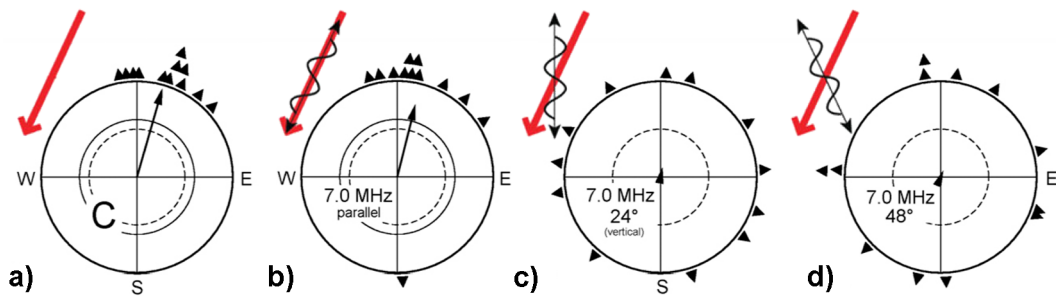 W
C
S
E
a)
W
7.0 MHz
parallel
E
b)
7.0 MHz
24°
(vertical)
S
c)
7.0 MHz
48°
E
d)